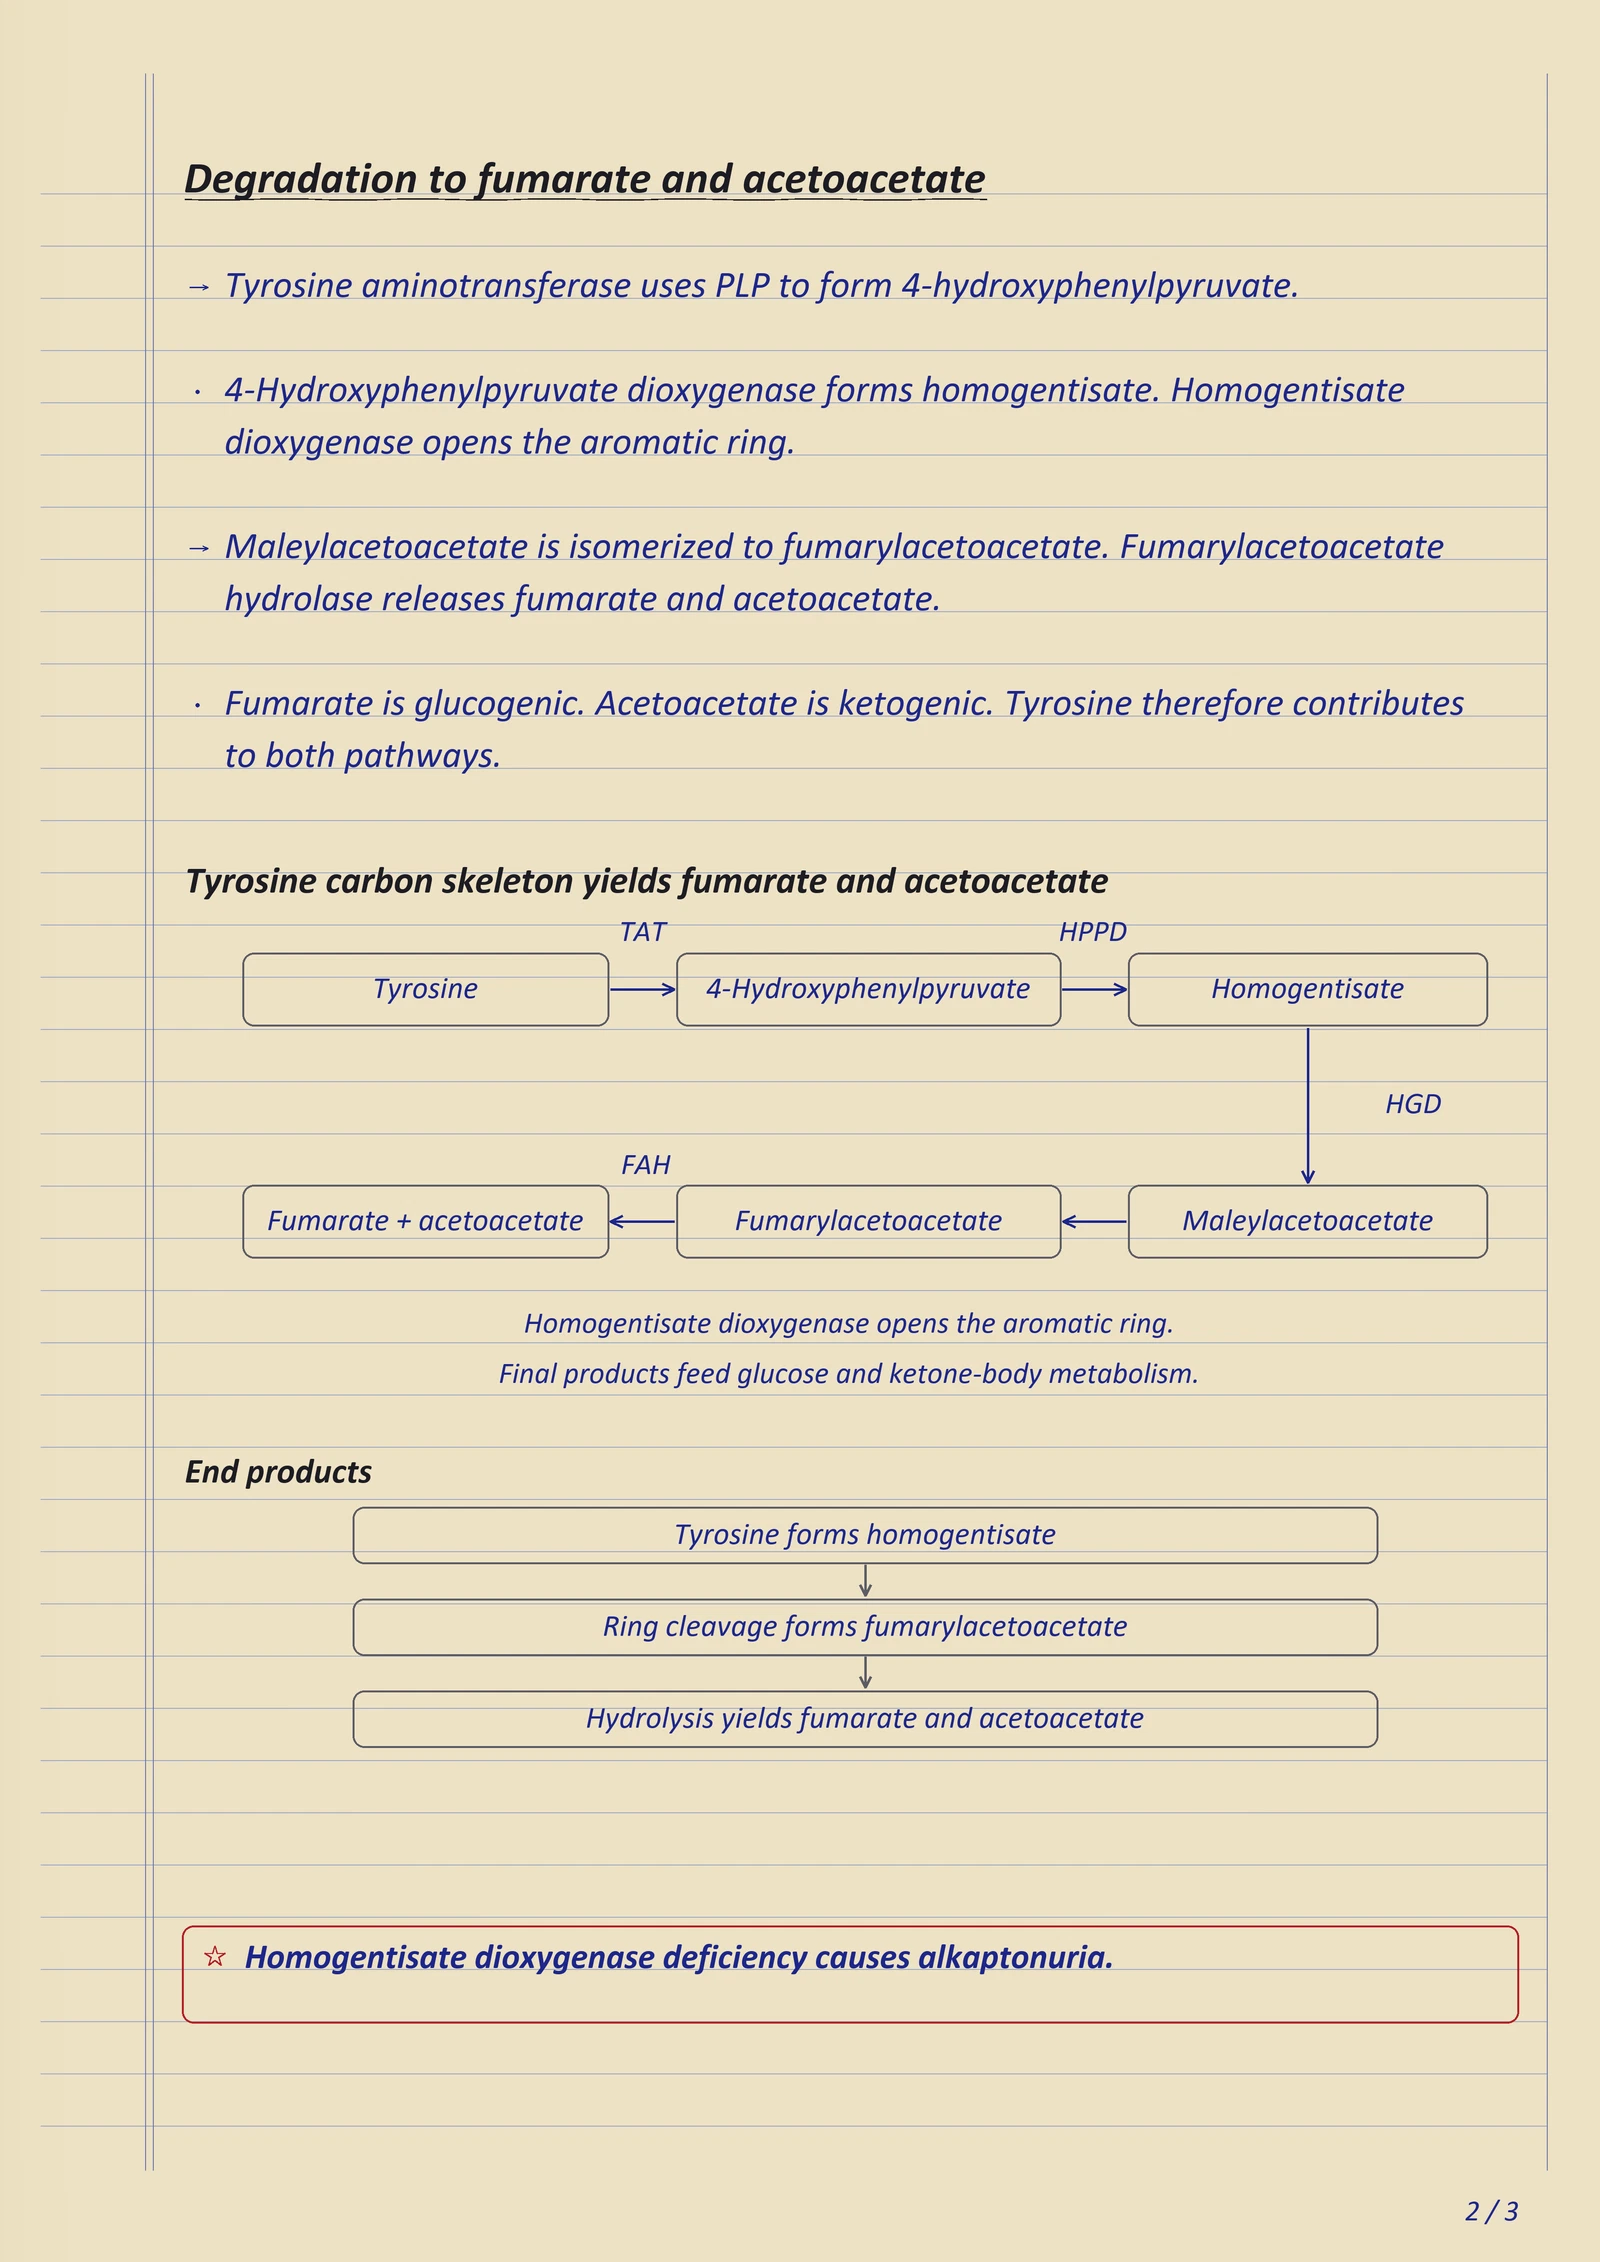 Degradation to fumarate and acetoacetate
→ Tyrosine aminotransferase uses PLP to form 4-hydroxyphenylpyruvate.
· 4-Hydroxyphenylpyruvate dioxygenase forms homogentisate. Homogentisate
dioxygenase opens the aromatic ring.
→ Maleylacetoacetate is isomerized to fumarylacetoacetate. Fumarylacetoacetate
hydrolase releases fumarate and acetoacetate.
· Fumarate is glucogenic. Acetoacetate is ketogenic. Tyrosine therefore contributes
to both pathways.
Tyrosine carbon skeleton yields fumarate and acetoacetate
TAT HPPD
Tyrosine 4-Hydroxyphenylpyruvate Homogentisate
HGD
FAH
Fumarate + acetoacetate Fumarylacetoacetate Maleylacetoacetate
Homogentisate dioxygenase opens the aromatic ring.
Final products feed glucose and ketone-body metabolism.
End products
Tyrosine forms homogentisate
Ring cleavage forms fumarylacetoacetate
Hydrolysis yields fumarate and acetoacetate
☆ Homogentisate dioxygenase deficiency causes alkaptonuria.
2 / 3